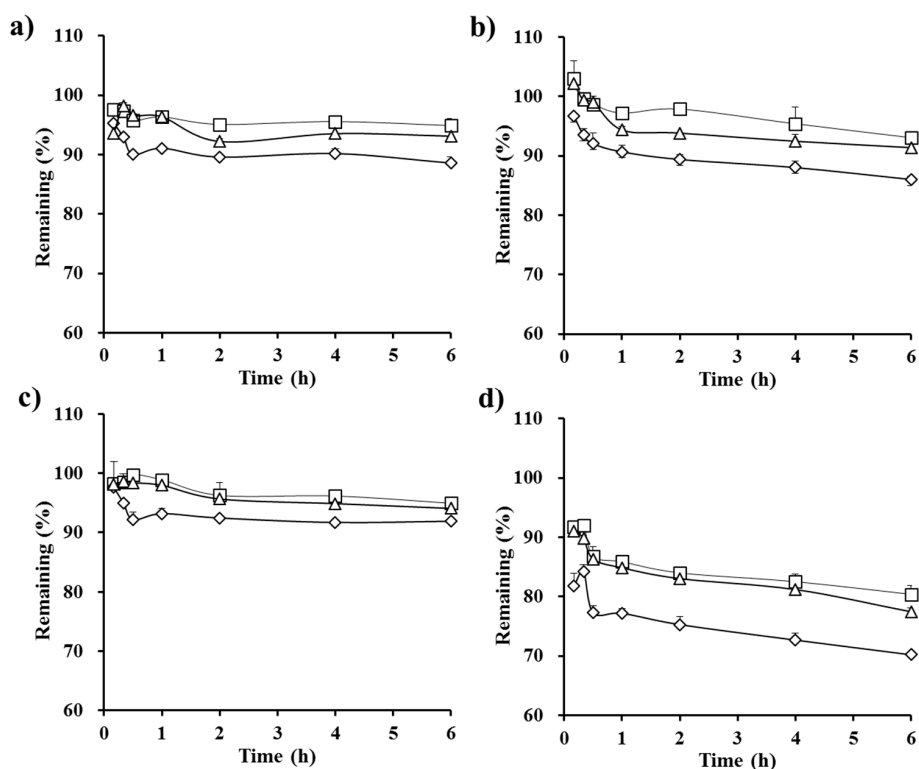 a)
110
100
90
80
70
60
Remaining (%)
0 1 2 3 4 5 6
Time (h)
b)
110
100
90
80
70
60
Remaining (%)
0 1 2 3 4 5 6
Time (h)
c)
110
100
90
80
70
60
Remaining (%)
0 1 2 3 4 5 6
Time (h)
d)
110
100
90
80
70
60
Remaining (%)
0 1 2 3 4 5 6
Time (h)